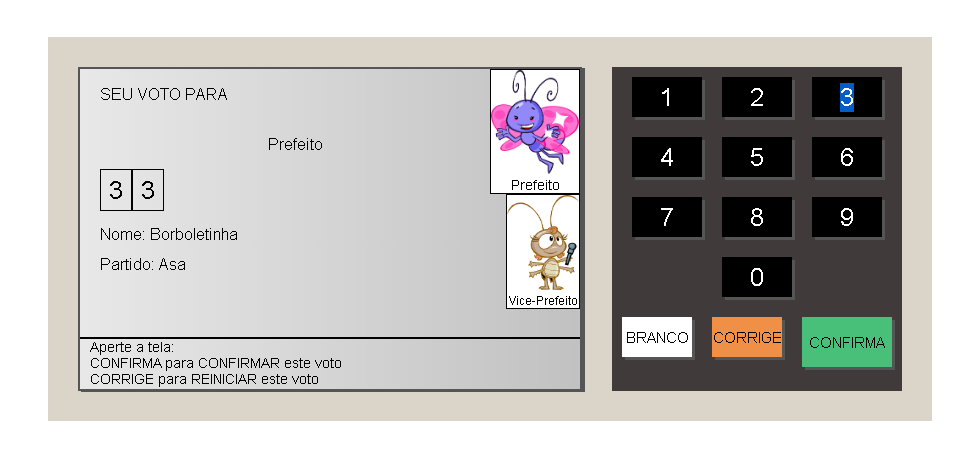 SEU VOTO PARA
Prefeito
3 3
Nome: Borboletinha
Partido: Asa
Prefeito
Vice-Prefeito
Aperte a tela:
CONFIRMA para CONFIRMAR este voto
CORRIGE para REINICIAR este voto
1 2 3
4 5 6
7 8 9
0
BRANCO CORRIGE CONFIRMA